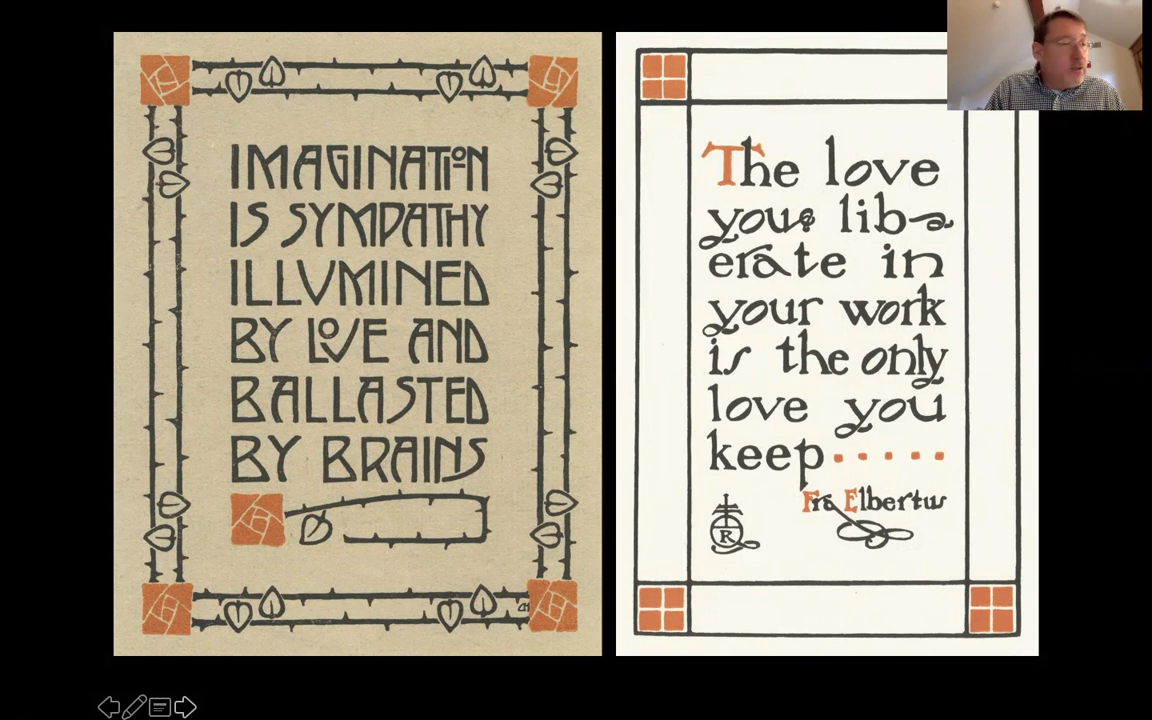 IMAGINATION
IS SYMPATHY
ILLVMINED
BY LOVE AND
BALLASTED
BY BRAINS
The love
you lib-
erate in
your work
is the only
love you
keep.....
R
Fra Elbertus